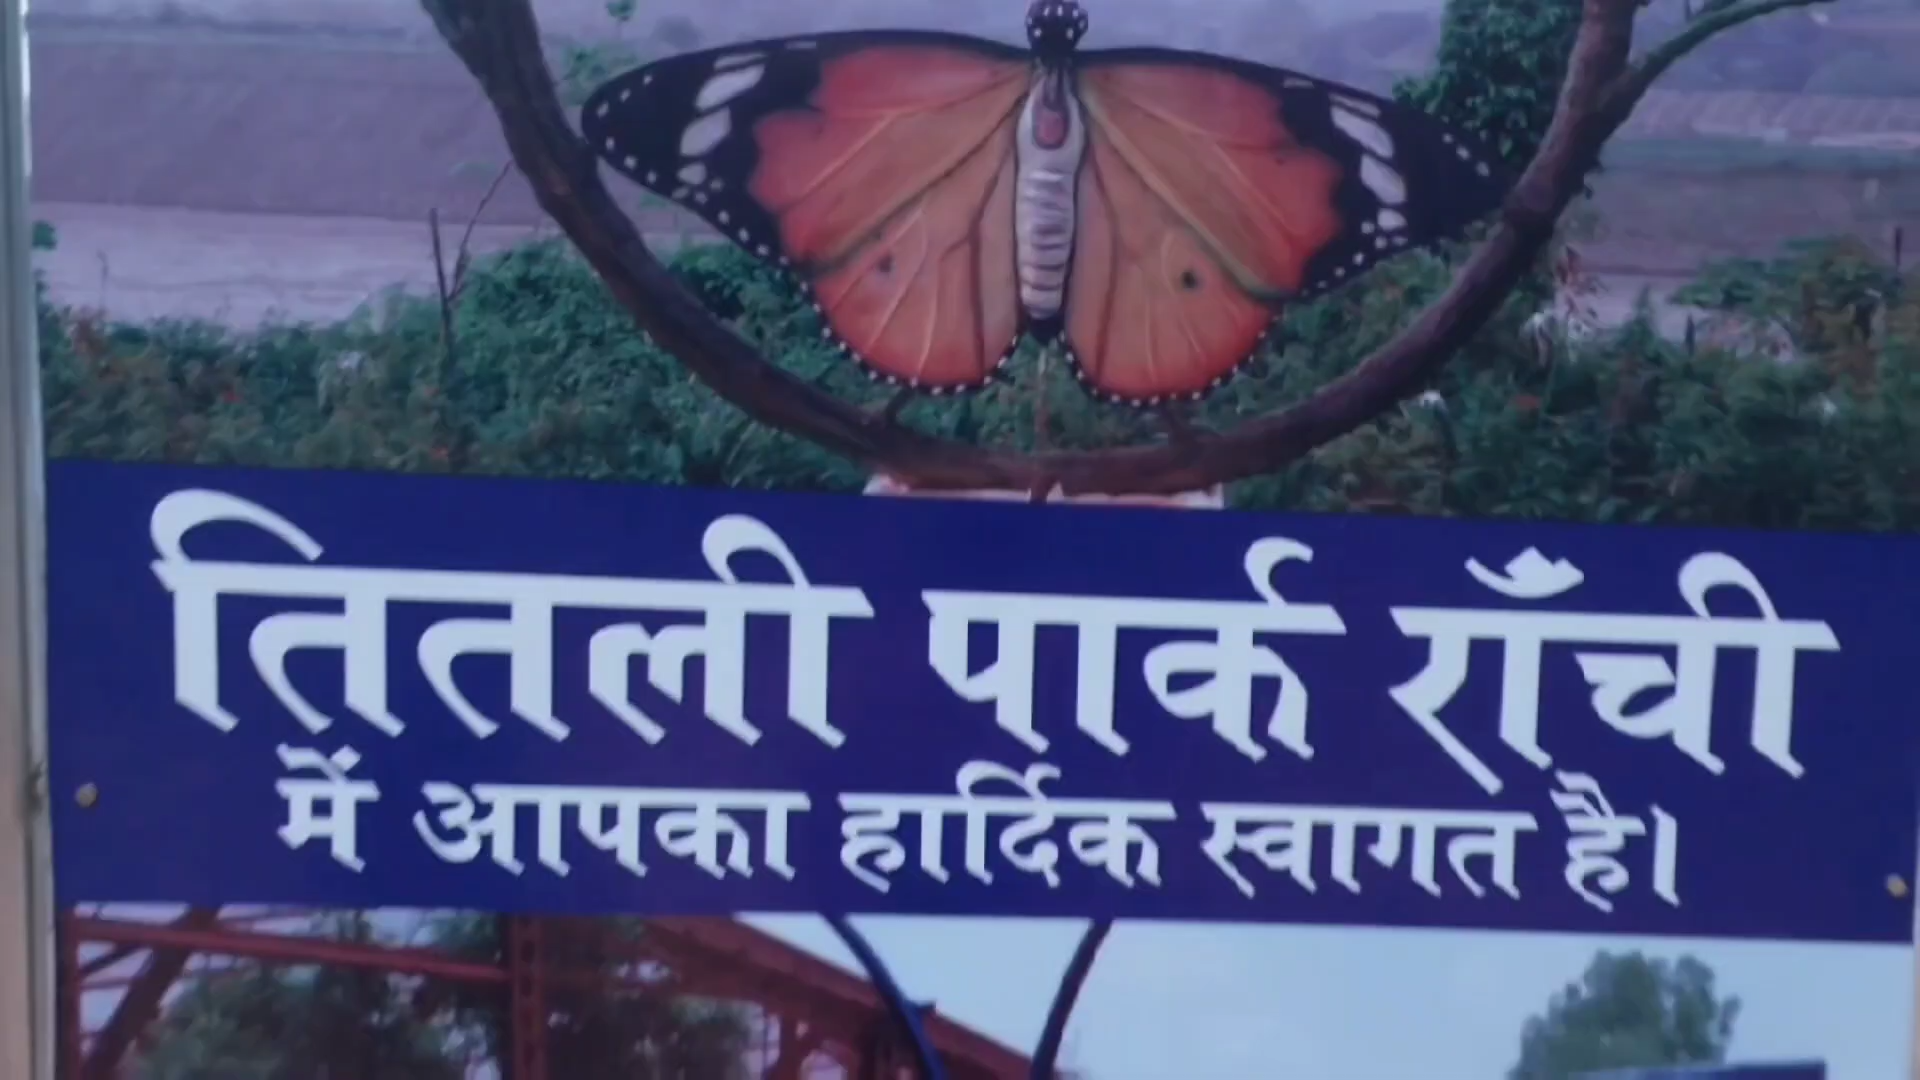 तितली पार्क राँची
में आपका हार्दिक स्वागत है।